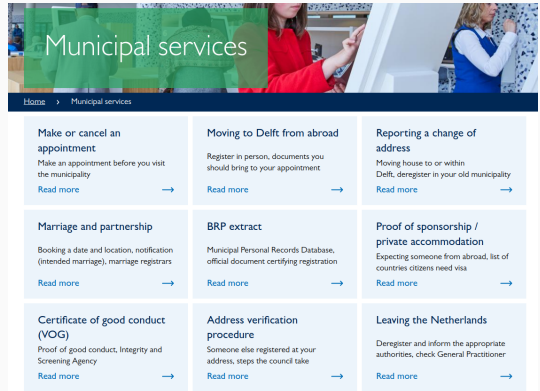 Municipal services
Home > Municipal services
Make or cancel an
appointment
Make an appointment before you visit
the municipality
Read more →
Moving to Delft from abroad
Register in person, documents you
should bring to your appointment
Read more →
Reporting a change of
address
Moving house to or within
Delft, deregister in your old municipality
Read more →
Marriage and partnership
Booking a date and location, notification
(intended marriage), marriage registrars
Read more →
BRP extract
Municipal Personal Records Database,
official document certifying registration
Read more →
Proof of sponsorship /
private accommodation
Expecting someone from abroad, list of
countries citizens need visa
Read more →
Certificate of good conduct
(VOG)
Proof of good conduct, Integrity and
Screening Agency
Read more →
Address verification
procedure
Someone else registered at your
address, steps the council take
Read more →
Leaving the Netherlands
Deregister and inform the appropriate
authorities, check General Practitioner
Read more →